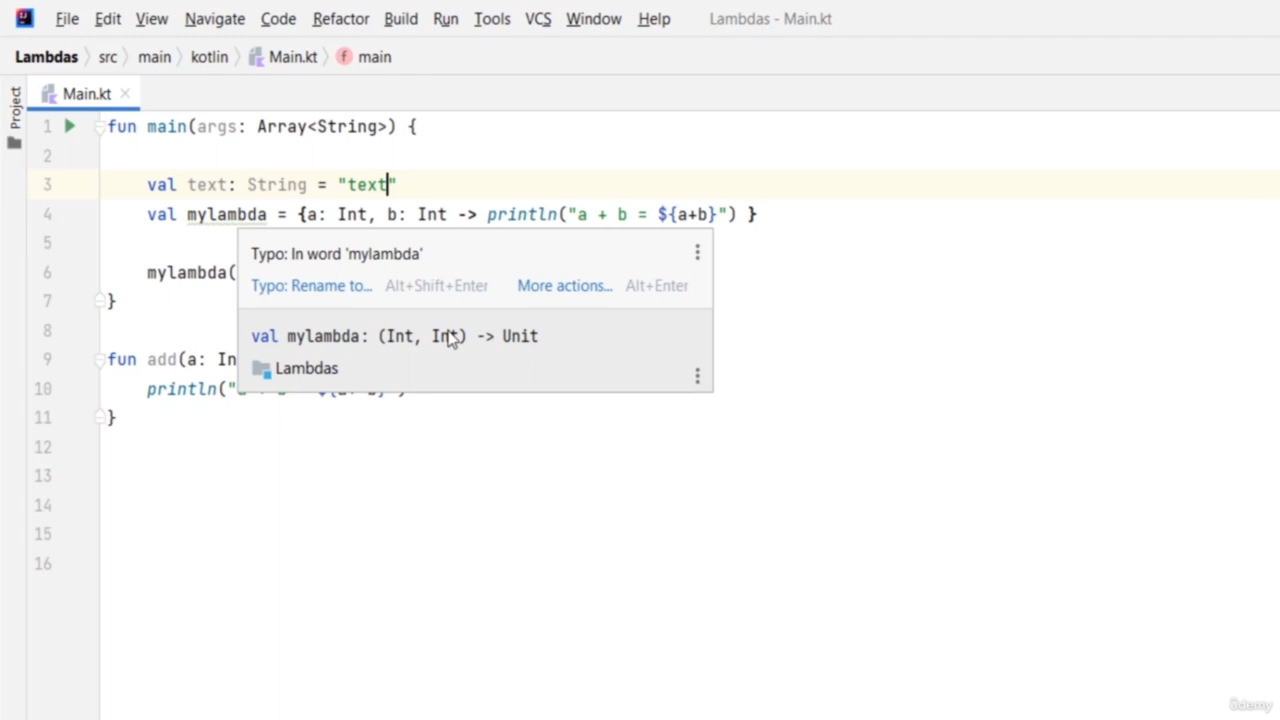 File Edit View Navigate Code Refactor Build Run Tools VCS Window Help Lambdas - Main.kt
Lambdas src main kotlin Main.kt f main
Project
Main.kt
1 fun main(args: Array<String>) {
2
3 val text: String = "text"
4 val mylambda = {a: Int, b: Int -> println("a + b = ${a+b}") }
5
6 mylambda(
7 }
8
9 fun add(a: In
10 println("
11 }
12
13
14
15
16
Typo: In word 'mylambda'
Typo: Rename to... Alt+Shift+Enter More actions... Alt+Enter
val mylambda: (Int, Int) -> Unit
Lambdas
ûdemy